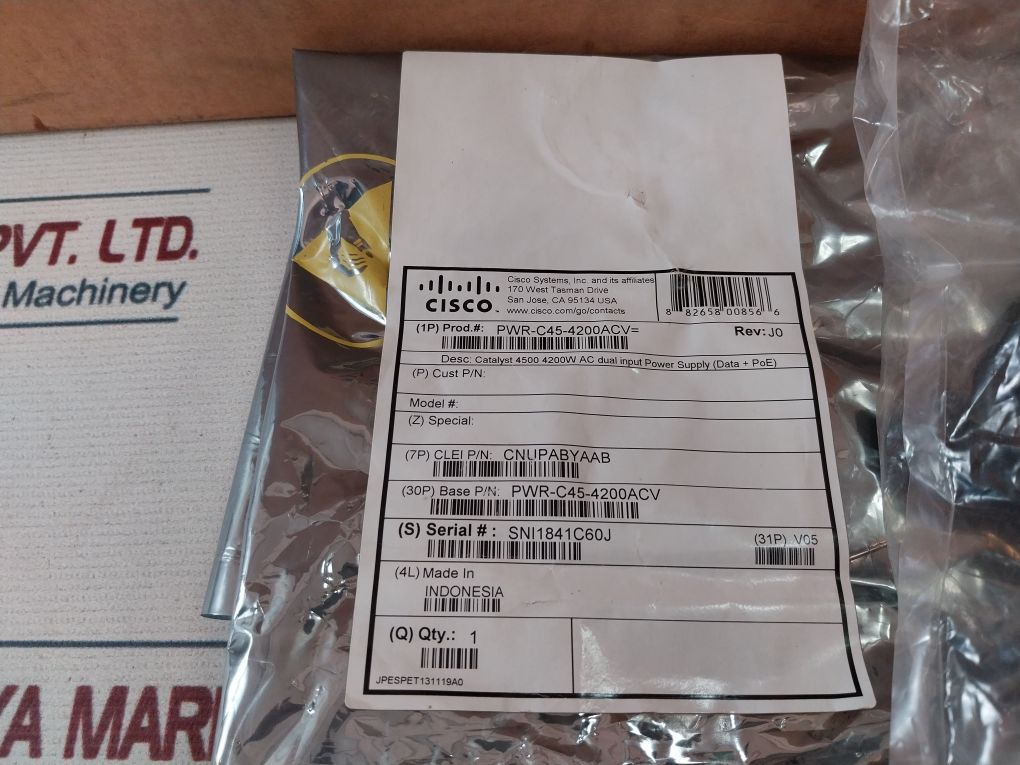 PVT. LTD.
Machinery
YA MARI
CISCO
Cisco Systems, Inc. and its affiliates
170 West Tasman Drive
San Jose, CA 95134 USA
www.cisco.com/go/contacts
8 82658 00856 6
(1P) Prod.#: PWR-C45-4200ACV=
Rev: J0
Desc: Catalyst 4500 4200W AC dual input Power Supply (Data + PoE)
(P) Cust P/N:
Model #:
(Z) Special:
(7P) CLEI P/N: CNUPABYAAB
(30P) Base P/N: PWR-C45-4200ACV
(S) Serial #: SNI1841C60J
(31P) V05
(4L) Made In
INDONESIA
(Q) Qty.: 1
JPESPET131119A0